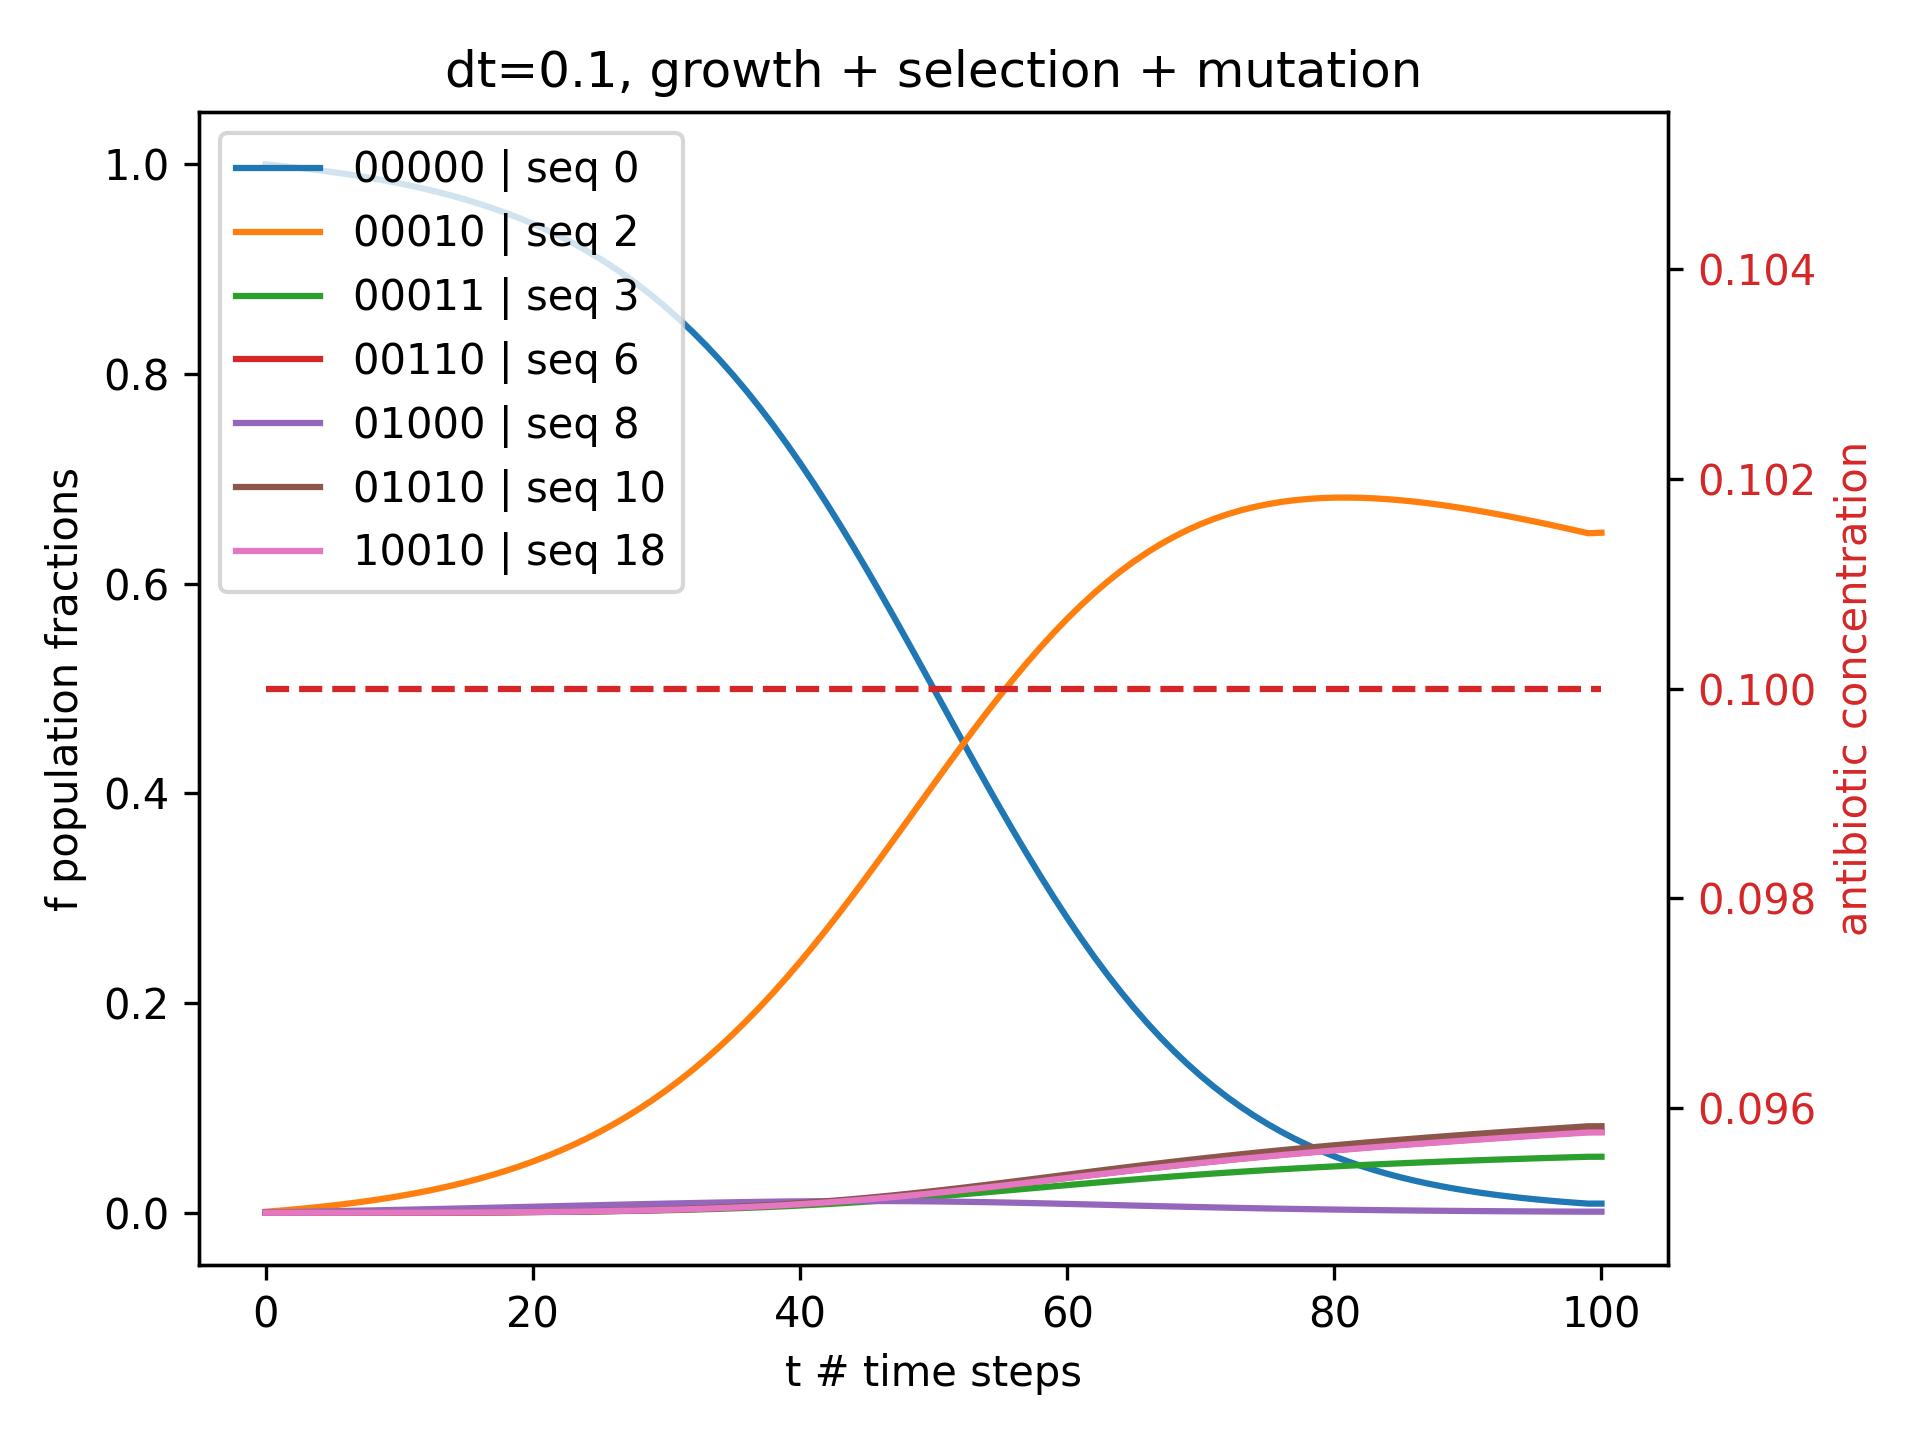 dt=0.1, growth + selection + mutation
00000 | seq 0
00010 | seq 2
00011 | seq 3
00110 | seq 6
01000 | seq 8
01010 | seq 10
10010 | seq 18
1.0
0.8
0.6
0.4
0.2
0.0
f population fractions
0.104
0.102
0.100
0.098
0.096
antibiotic concentration
0 20 40 60 80 100
t # time steps